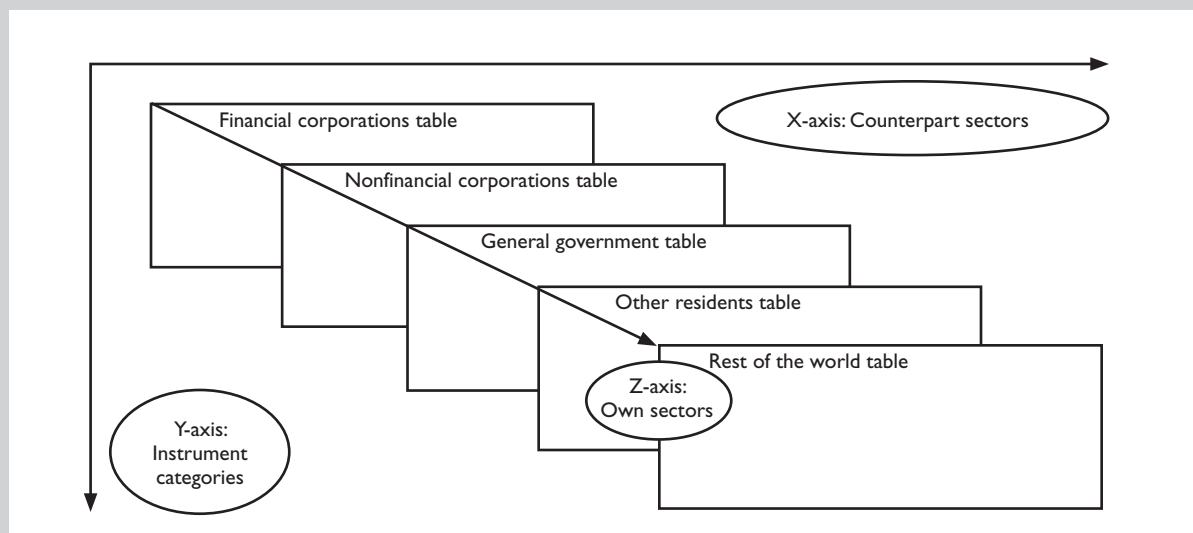 Financial corporations table
X-axis: Counterpart sectors
Nonfinancial corporations table
General government table
Other residents table
Rest of the world table
Z-axis:
Own sectors
Y-axis:
Instrument
categories